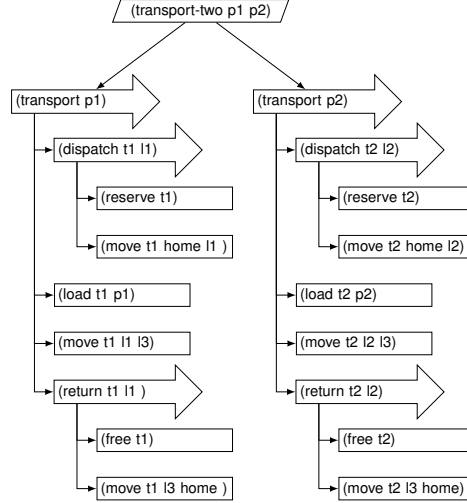 (transport-two p1 p2)
(transport p1)
(dispatch t1 l1)
(reserve t1)
(move t1 home l1 )
(load t1 p1)
(move t1 l1 l3)
(return t1 l1 )
(free t1)
(move t1 l3 home )
(transport p2)
(dispatch t2 l2)
(reserve t2)
(move t2 home l2)
(load t2 p2)
(move t2 l2 l3)
(return t2 l2)
(free t2)
(move t2 l3 home)